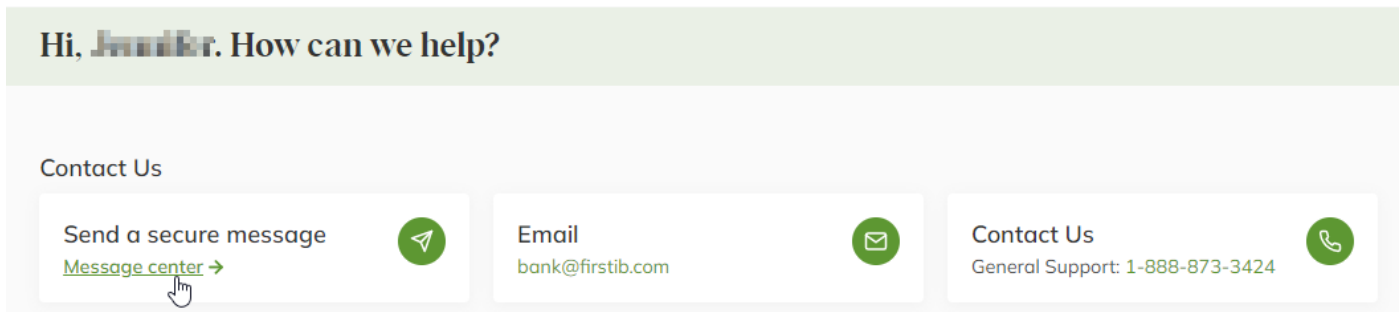 Hi, . How can we help?
Contact Us
Send a secure message
Message center →
Email
bank@firstib.com
Contact Us
General Support: 1-888-873-3424